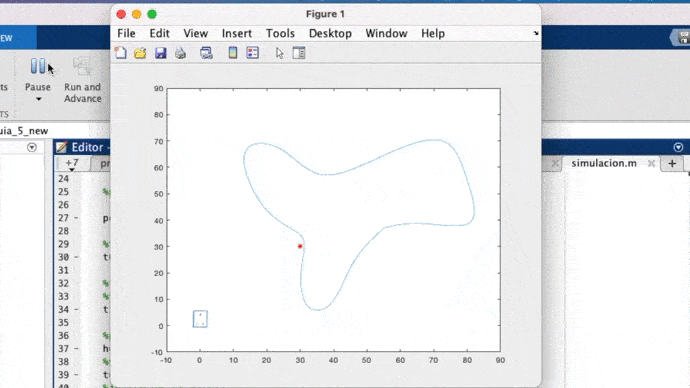 Figure 1
File Edit View Insert Tools Desktop Window Help
EW
Pause
Run and
Advance
uia_5_new
Editor -
+7
simulacion.m
+
24
25
26
27 -
28
29
30 -
31
32
33
34 -
35
36
37 -
38
39 -
90
80
70
60
50
40
30
20
10
0
-10
-10 0 10 20 30 40 50 60 70 80 90